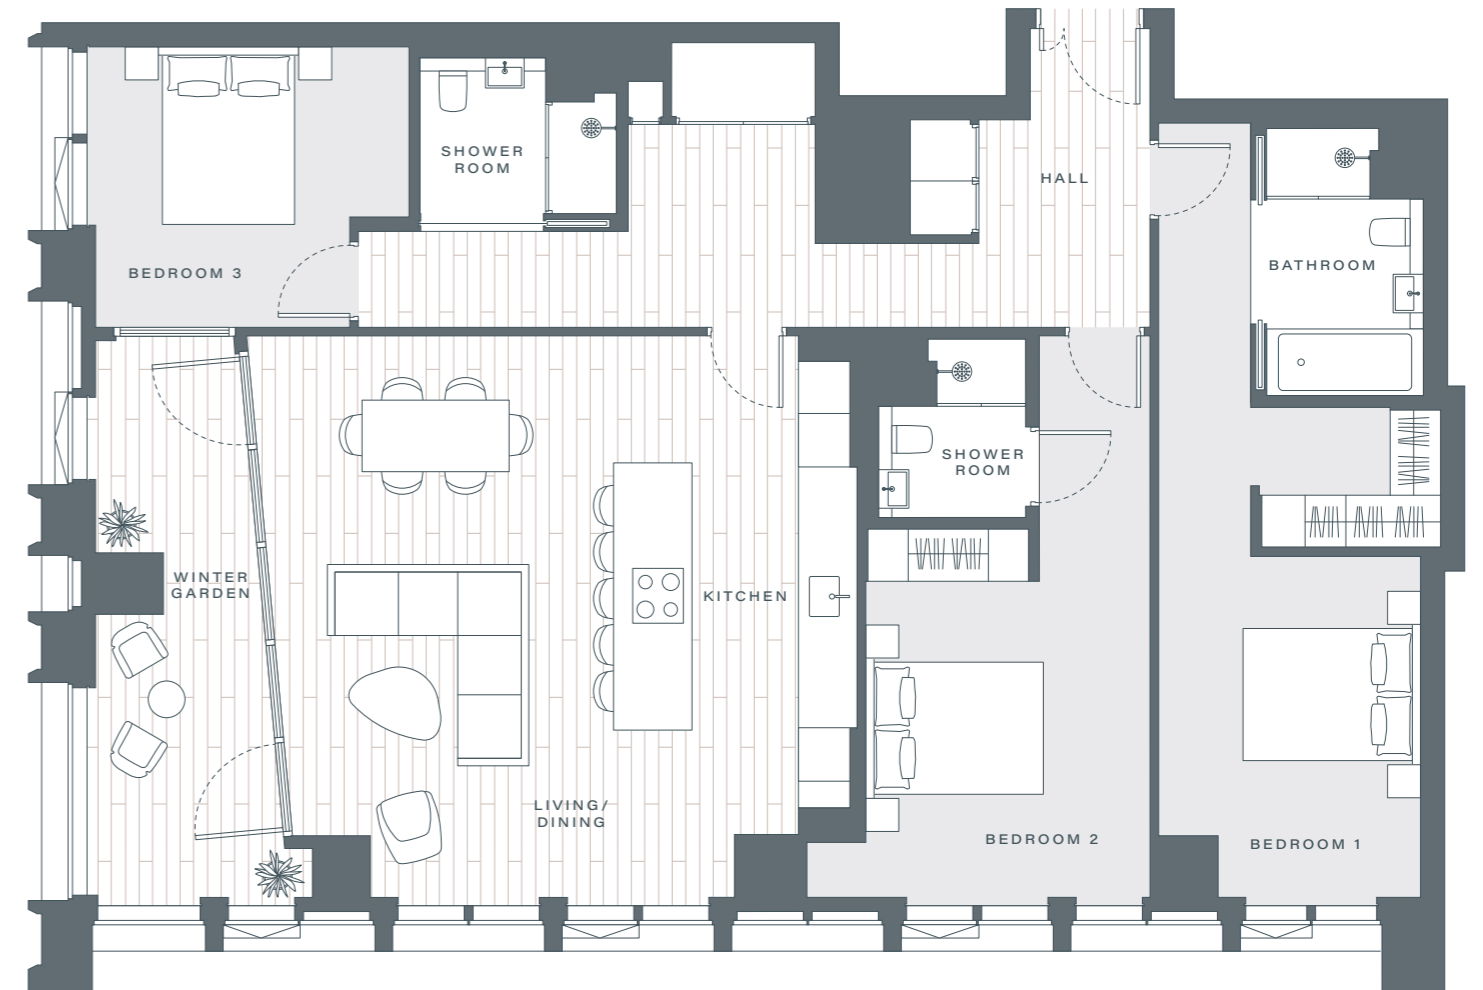 SHOWER
ROOM
HALL
BEDROOM 3
BATHROOM
SHOWER
ROOM
WINTER
GARDEN
KITCHEN
LIVING/
DINING
BEDROOM 2
BEDROOM 1